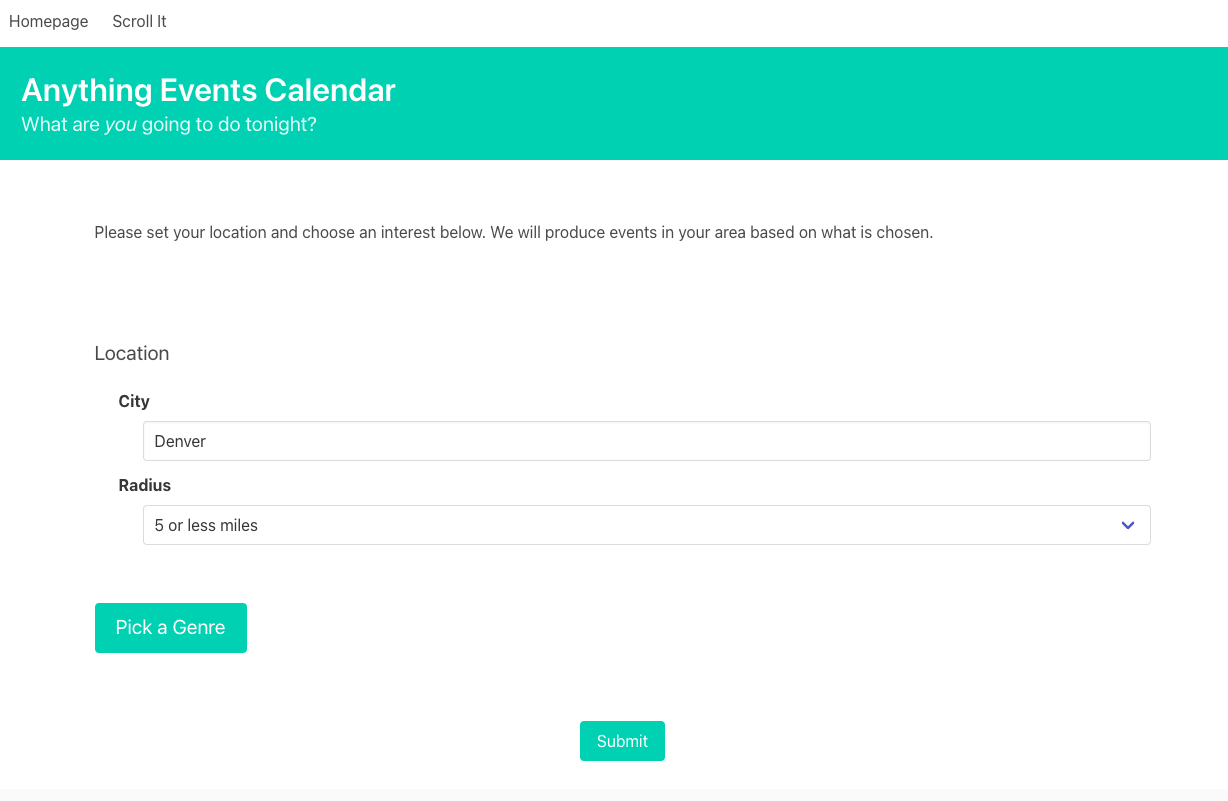 Homepage Scroll It
Anything Events Calendar
What are you going to do tonight?
Please set your location and choose an interest below. We will produce events in your area based on what is chosen.
Location
City
Denver
Radius
5 or less miles
Pick a Genre
Submit